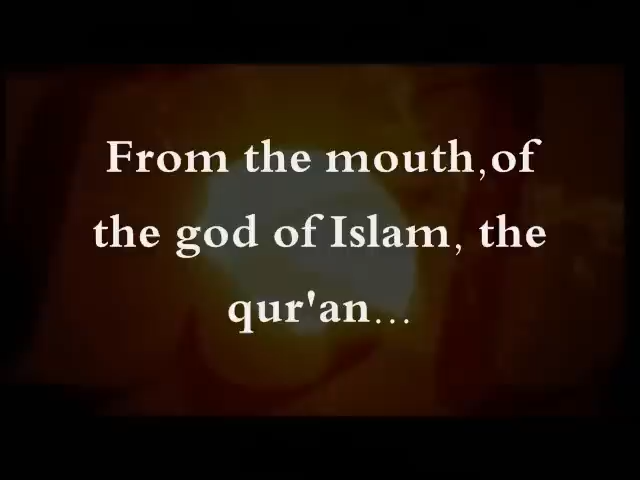 From the mouth,of
the god of Islam, the
qur'an...